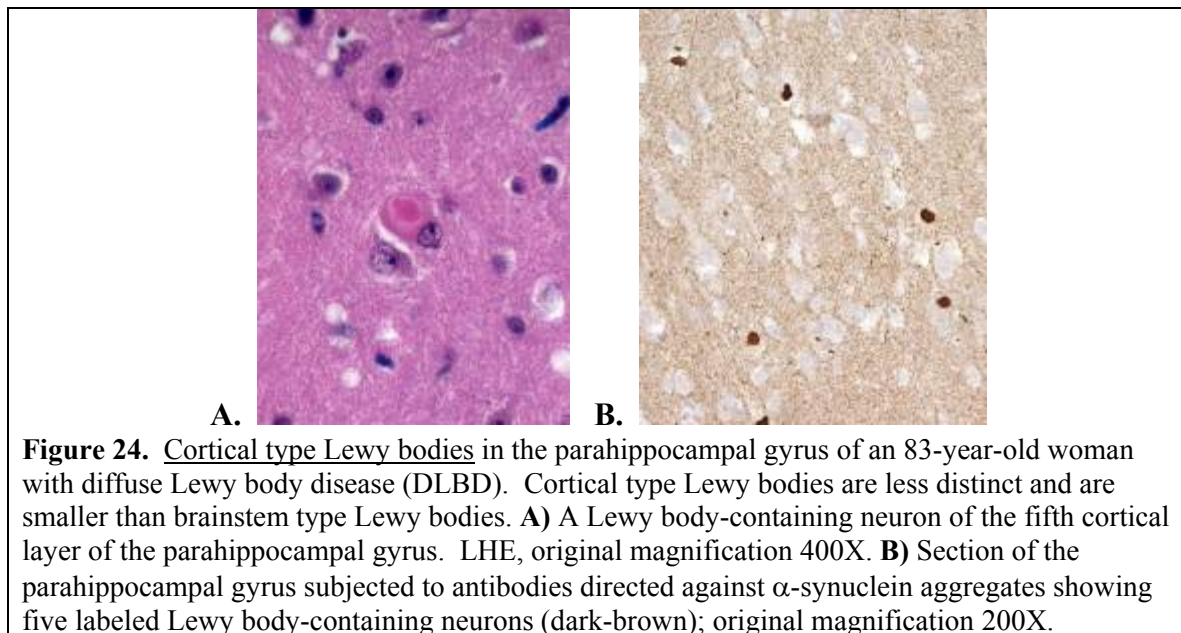 A. B.
Figure 24. Cortical type Lewy bodies in the parahippocampal gyrus of an 83-year-old woman
with diffuse Lewy body disease (DLBD). Cortical type Lewy bodies are less distinct and are
smaller than brainstem type Lewy bodies. A) A Lewy body-containing neuron of the fifth cortical
layer of the parahippocampal gyrus. LHE, original magnification 400X. B) Section of the
parahippocampal gyrus subjected to antibodies directed against α-synuclein aggregates showing
five labeled Lewy body-containing neurons (dark-brown); original magnification 200X.